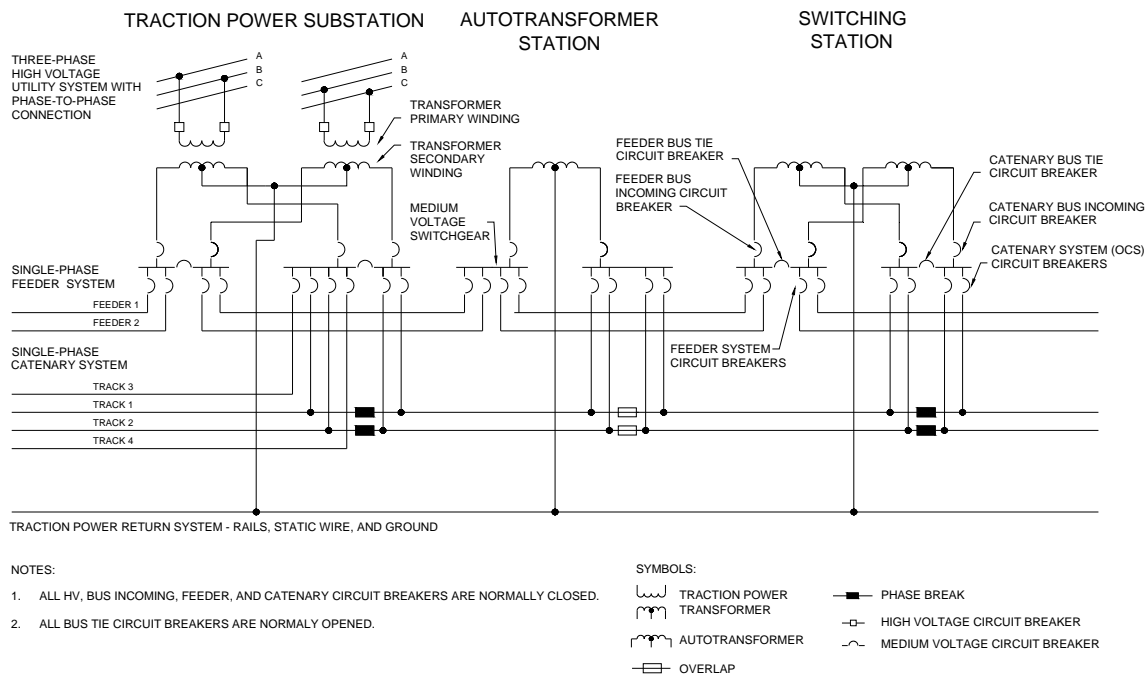 TRACTION POWER SUBSTATION
AUTOTRANSFORMER
STATION
SWITCHING
STATION
THREE-PHASE
HIGH VOLTAGE
UTILITY SYSTEM WITH
PHASE-TO-PHASE
CONNECTION
A
B
C
A
B
C
TRANSFORMER
PRIMARY WINDING
TRANSFORMER
SECONDARY
WINDING
MEDIUM
VOLTAGE
SWITCHGEAR
FEEDER BUS TIE
CIRCUIT BREAKER
FEEDER BUS
INCOMING CIRCUIT
BREAKER
CATENARY BUS TIE
CIRCUIT BREAKER
CATENARY BUS INCOMING
CIRCUIT BREAKER
CATENARY SYSTEM (OCS)
CIRCUIT BREAKERS
SINGLE-PHASE
FEEDER SYSTEM
FEEDER 1
FEEDER 2
FEEDER SYSTEM
CIRCUIT BREAKERS
SINGLE-PHASE
CATENARY SYSTEM
TRACK 3
TRACK 1
TRACK 2
TRACK 4
TRACTION POWER RETURN SYSTEM - RAILS, STATIC WIRE, AND GROUND
NOTES:
1. ALL HV, BUS INCOMING, FEEDER, AND CATENARY CIRCUIT BREAKERS ARE NORMALLY CLOSED.
2. ALL BUS TIE CIRCUIT BREAKERS ARE NORMALY OPENED.
SYMBOLS:
TRACTION POWER
TRANSFORMER
AUTOTRANSFORMER
OVERLAP
PHASE BREAK
HIGH VOLTAGE CIRCUIT BREAKER
MEDIUM VOLTAGE CIRCUIT BREAKER